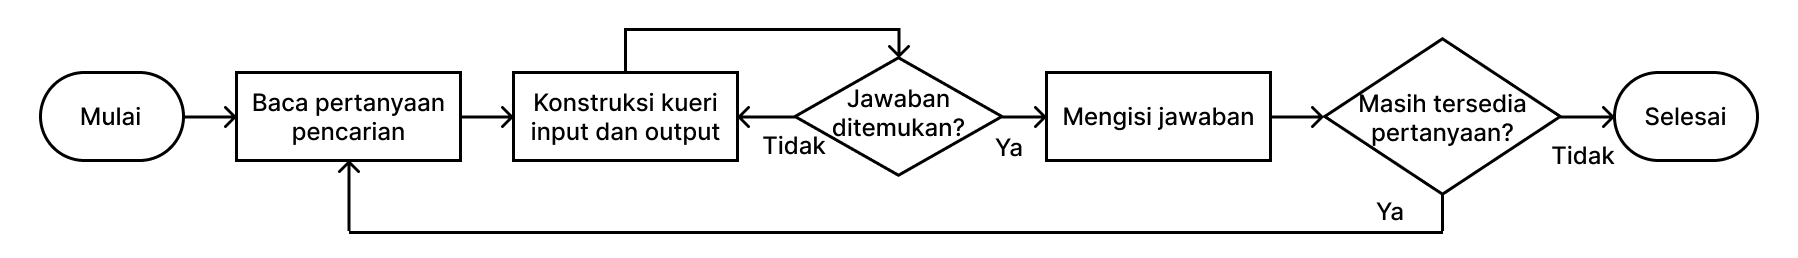 Mulai
Baca pertanyaan
pencarian
Konstruksi kueri
input dan output
Jawaban
ditemukan?
Tidak
Ya
Mengisi jawaban
Masih tersedia
pertanyaan?
Tidak
Ya
Selesai